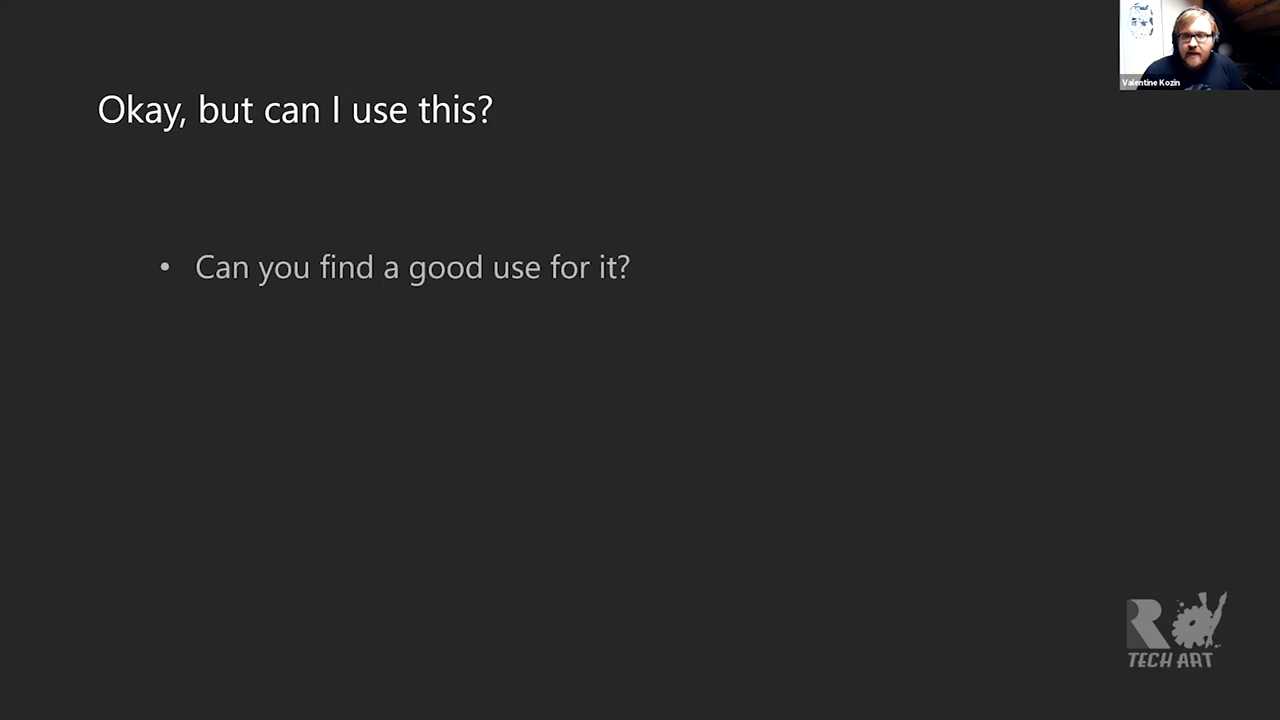 Valentine Kozin
Okay, but can I use this?
• Can you find a good use for it?
R
TECH ART